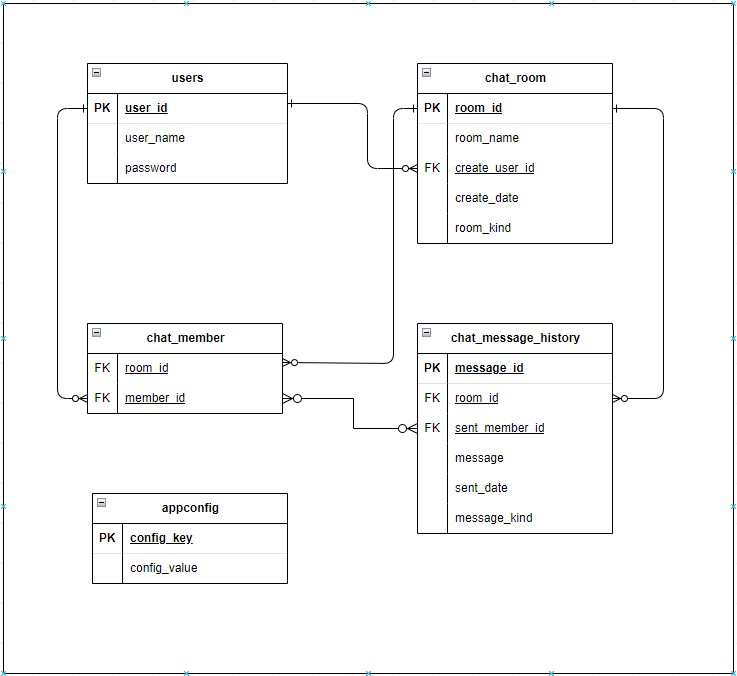 users
PK user_id
user_name
password
chat_room
PK room_id
room_name
FK create_user_id
create_date
room_kind
chat_member
FK room_id
FK member_id
chat_message_history
PK message_id
FK room_id
FK sent_member_id
message
sent_date
message_kind
appconfig
PK config_key
config_value